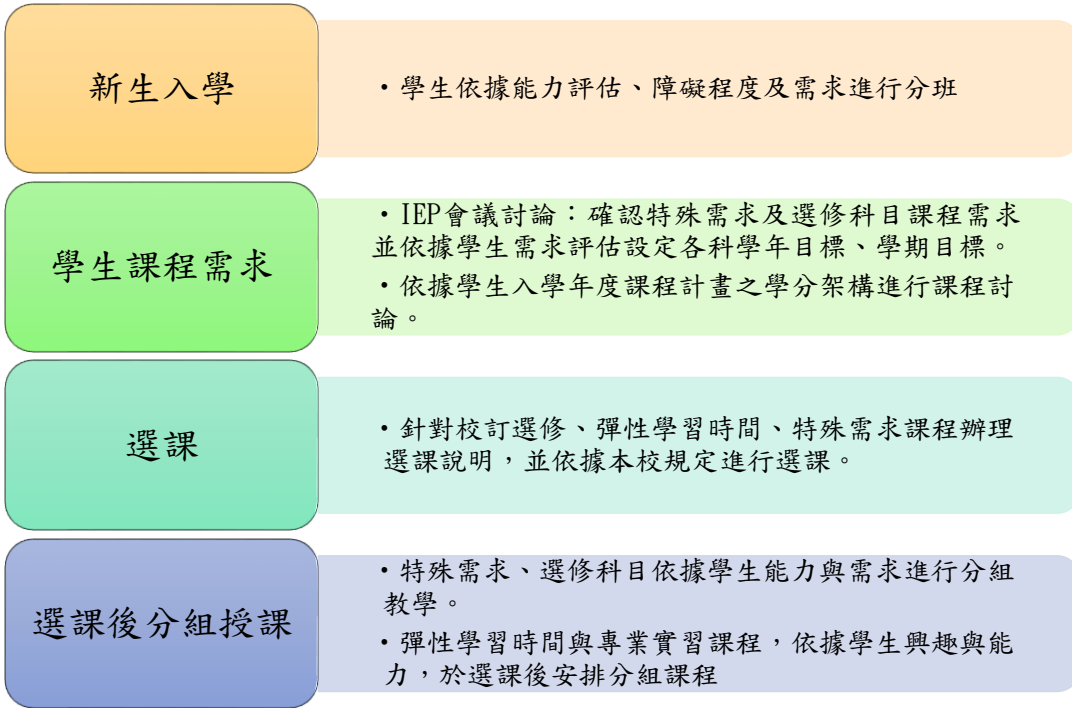 新生入學
・學生依據能力評估、障礙程度及需求進行分班
學生課程需求
・IEP會議討論：確認特殊需求及選修科目課程需求
並依據學生需求評估設定各科學年目標、學期目標。
・依據學生入學年度課程計畫之學分架構進行課程討
論。
選課
・針對校訂選修、彈性學習時間、特殊需求課程辦理
選課說明，並依據本校規定進行選課。
選課後分組授課
・特殊需求、選修科目依據學生能力與需求進行分組
教學。
・彈性學習時間與專業實習課程，依據學生興趣與能
力，於選課後安排分組課程